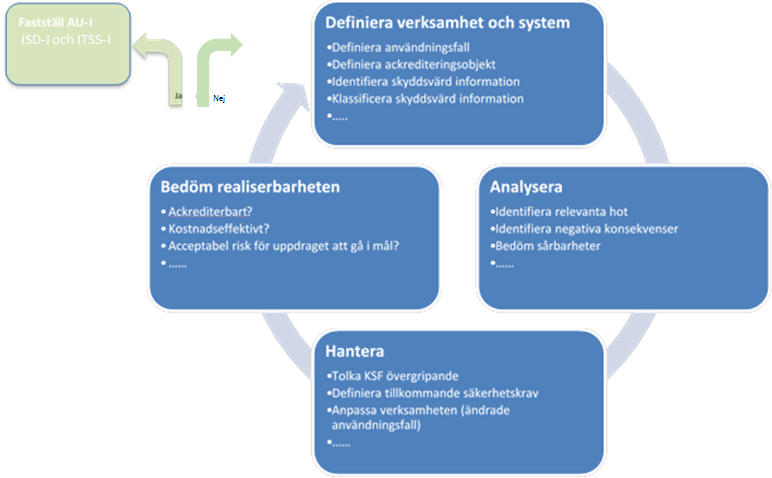 Fastställ AU-I
ISD-I och ITSS-I
Ja
Nej
Definiera verksamhet och system
•Definiera användningsfall
•Definiera ackrediteringsobjekt
•Identifiera skyddsvärd information
•Klassificera skyddsvärd information
•.....
Bedöm realiserbarheten
• Ackrediterbart?
• Kostnadseffektivt?
• Acceptabel risk för uppdraget att gå i mål?
• ......
Analysera
•Identifiera relevanta hot
•Identifiera negativa konsekvenser
•Bedöm sårbarheter
•......
Hantera
•Tolka KSF övergripande
•Definiera tillkommande säkerhetskrav
•Anpassa verksamheten (ändrade
användningsfall)
•......